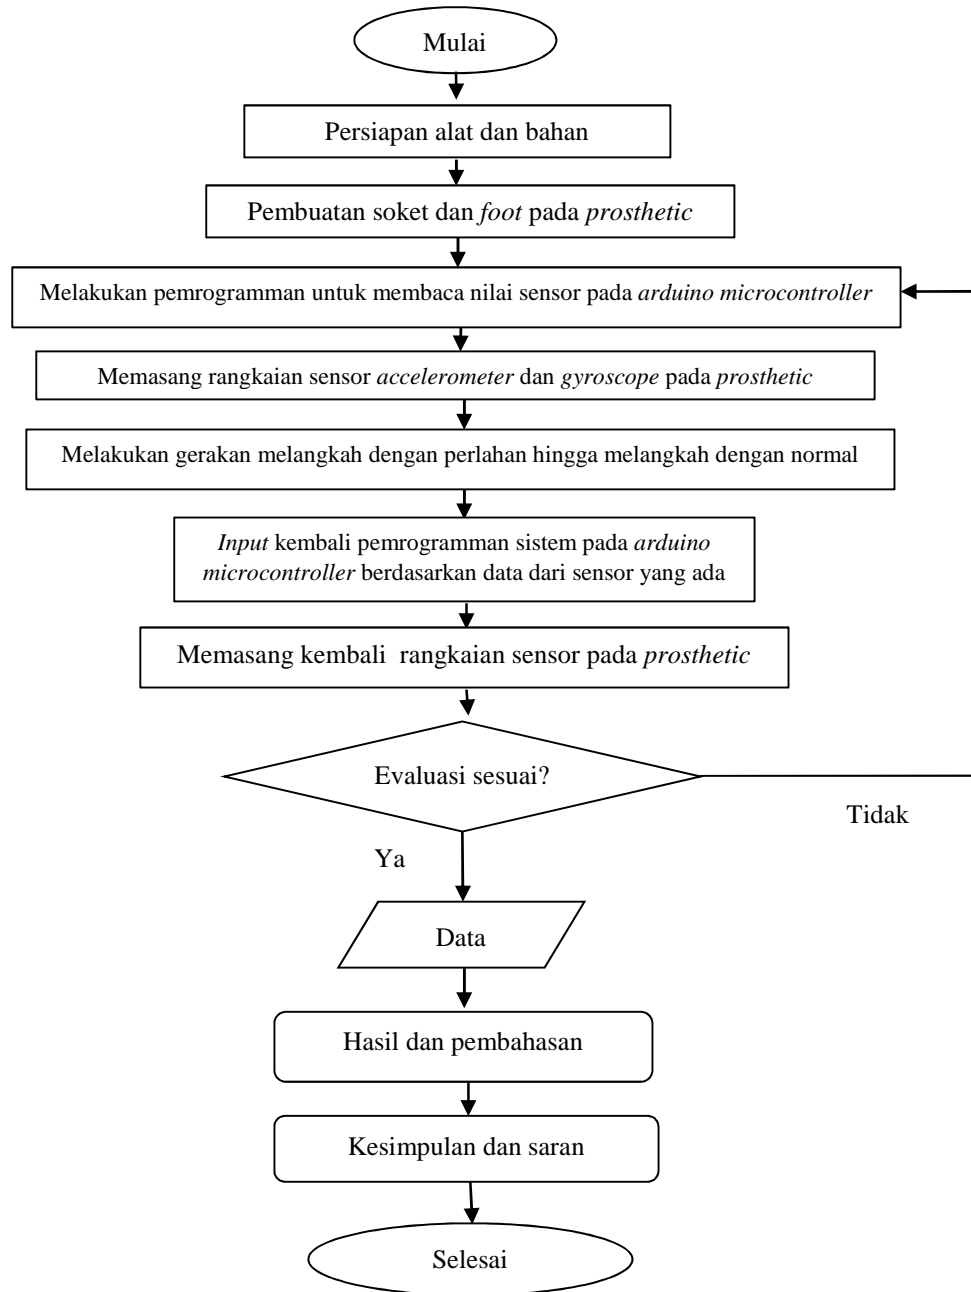 Mulai
Persiapan alat dan bahan
Pembuatan soket dan foot pada prosthetic
Melakukan pemrogramman untuk membaca nilai sensor pada arduino microcontroller
Memasang rangkaian sensor accelerometer dan gyroscope pada prosthetic
Melakukan gerakan melangkah dengan perlahan hingga melangkah dengan normal
Input kembali pemrogramman sistem pada arduino
microcontroller berdasarkan data dari sensor yang ada
Memasang kembali rangkaian sensor pada prosthetic
Evaluasi sesuai?
Tidak
Ya
Data
Hasil dan pembahasan
Kesimpulan dan saran
Selesai